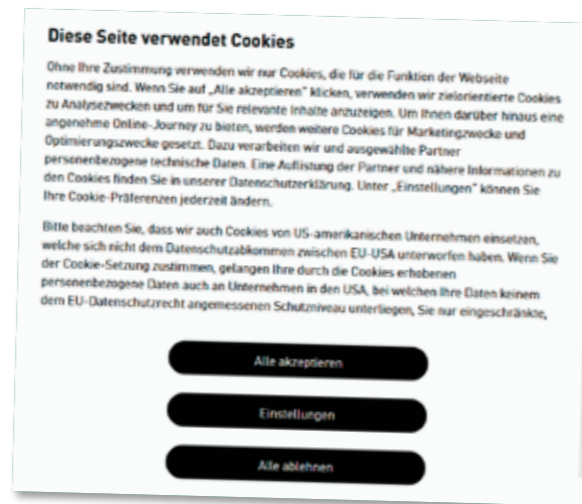 Diese Seite verwendet Cookies
Ohne Ihre Zustimmung verwenden wir nur Cookies, die für die Funktion der Webseite
notwendig sind. Wenn Sie auf „Alle akzeptieren" klicken, verwenden wir zielorientierte Cookies
zu Analysezwecken und um für Sie relevante Inhalte anzuzeigen. Um Ihnen darüber hinaus eine
angenehme Online-Journey zu bieten, werden weitere Cookies für Marketingzwecke und
Optimierungszwecke gesetzt. Dazu verarbeiten wir und ausgewählte Partner
personenbezogene technische Daten. Eine Auflistung der Partner und nähere Informationen zu
den Cookies finden Sie in unserer Datenschutzerklärung. Unter „Einstellungen" können Sie
Ihre Cookie-Präferenzen jederzeit ändern.
Bitte beachten Sie, dass wir auch Cookies von US-amerikanischen Unternehmen einsetzen,
welche sich nicht dem Datenschutzabkommen zwischen EU-USA unterworfen haben. Wenn Sie
der Cookie-Setzung zustimmen, gelangen Ihre durch die Cookies erhobenen
personenbezogene Daten auch an Unternehmen in den USA, bei welchen Ihre Daten keinem
dem EU-Datenschutzrecht angemessenen Schutzniveau unterliegen, Sie nur eingeschränkte,
Alle akzeptieren
Einstellungen
Alle ablehnen